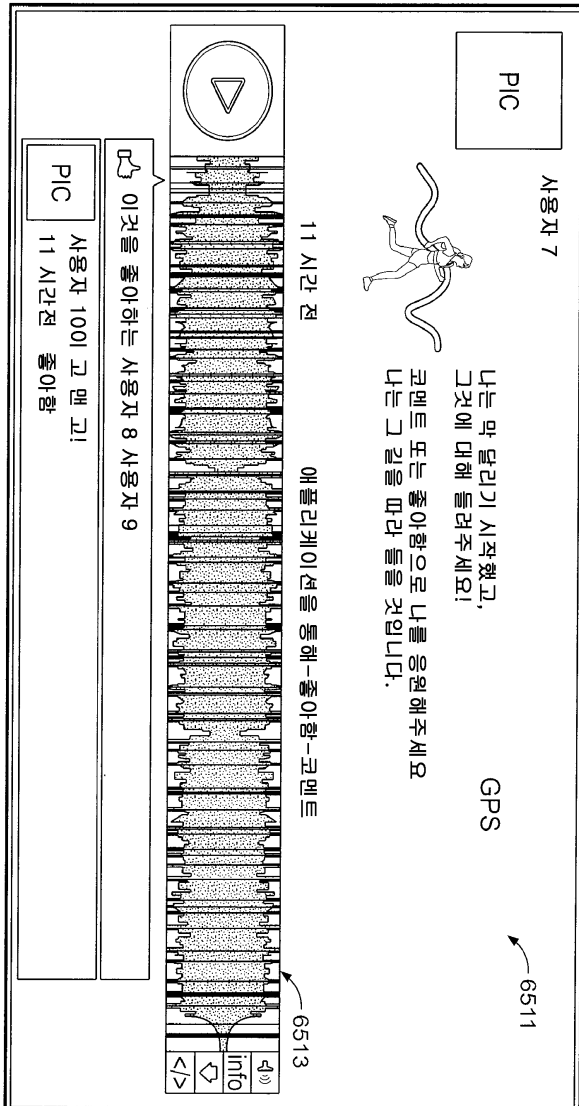 PIC
사용자 7
나는 막 달리기 시작했고,
그것에 대해 들려주세요!
코멘트 또는 좋아함으로 나를 응원해주세요
나는 그 길을 따라 들을 것입니다.
GPS
6511
11 시간 전
애플리케이션을 통해-좋아함-코멘트
6513
info
</>
이것을 좋아하는 사용자 8 사용자 9
PIC
사용자 10이 고 맨 고!
11 시간전 좋아함